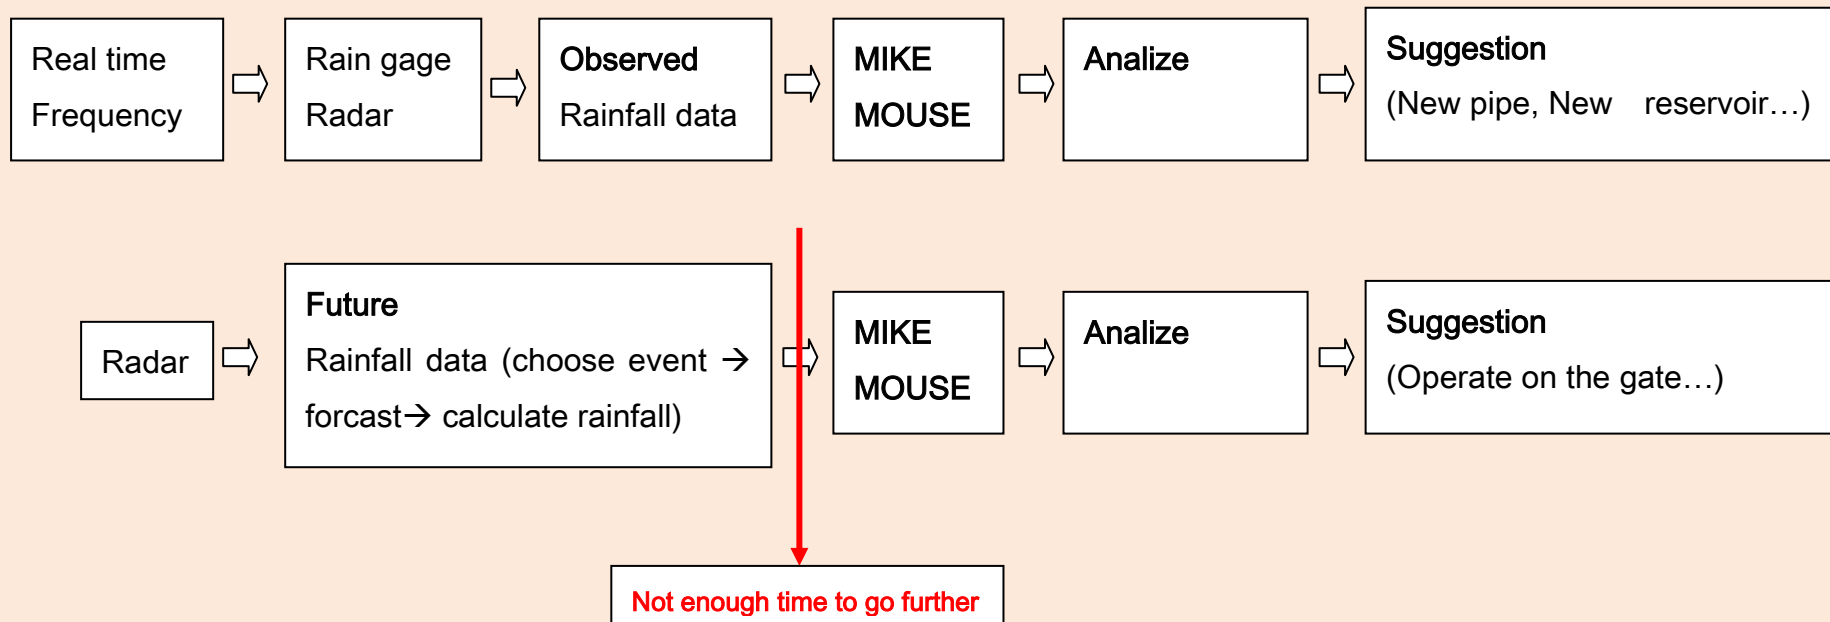 Real time
Frequency
Rain gage
Radar
Observed
Rainfall data
MIKE
MOUSE
Analize
Suggestion
(New pipe, New reservoir…)
Radar
Future
Rainfall data (choose event →
forcast→ calculate rainfall)
MIKE
MOUSE
Analize
Suggestion
(Operate on the gate…)
Not enough time to go further